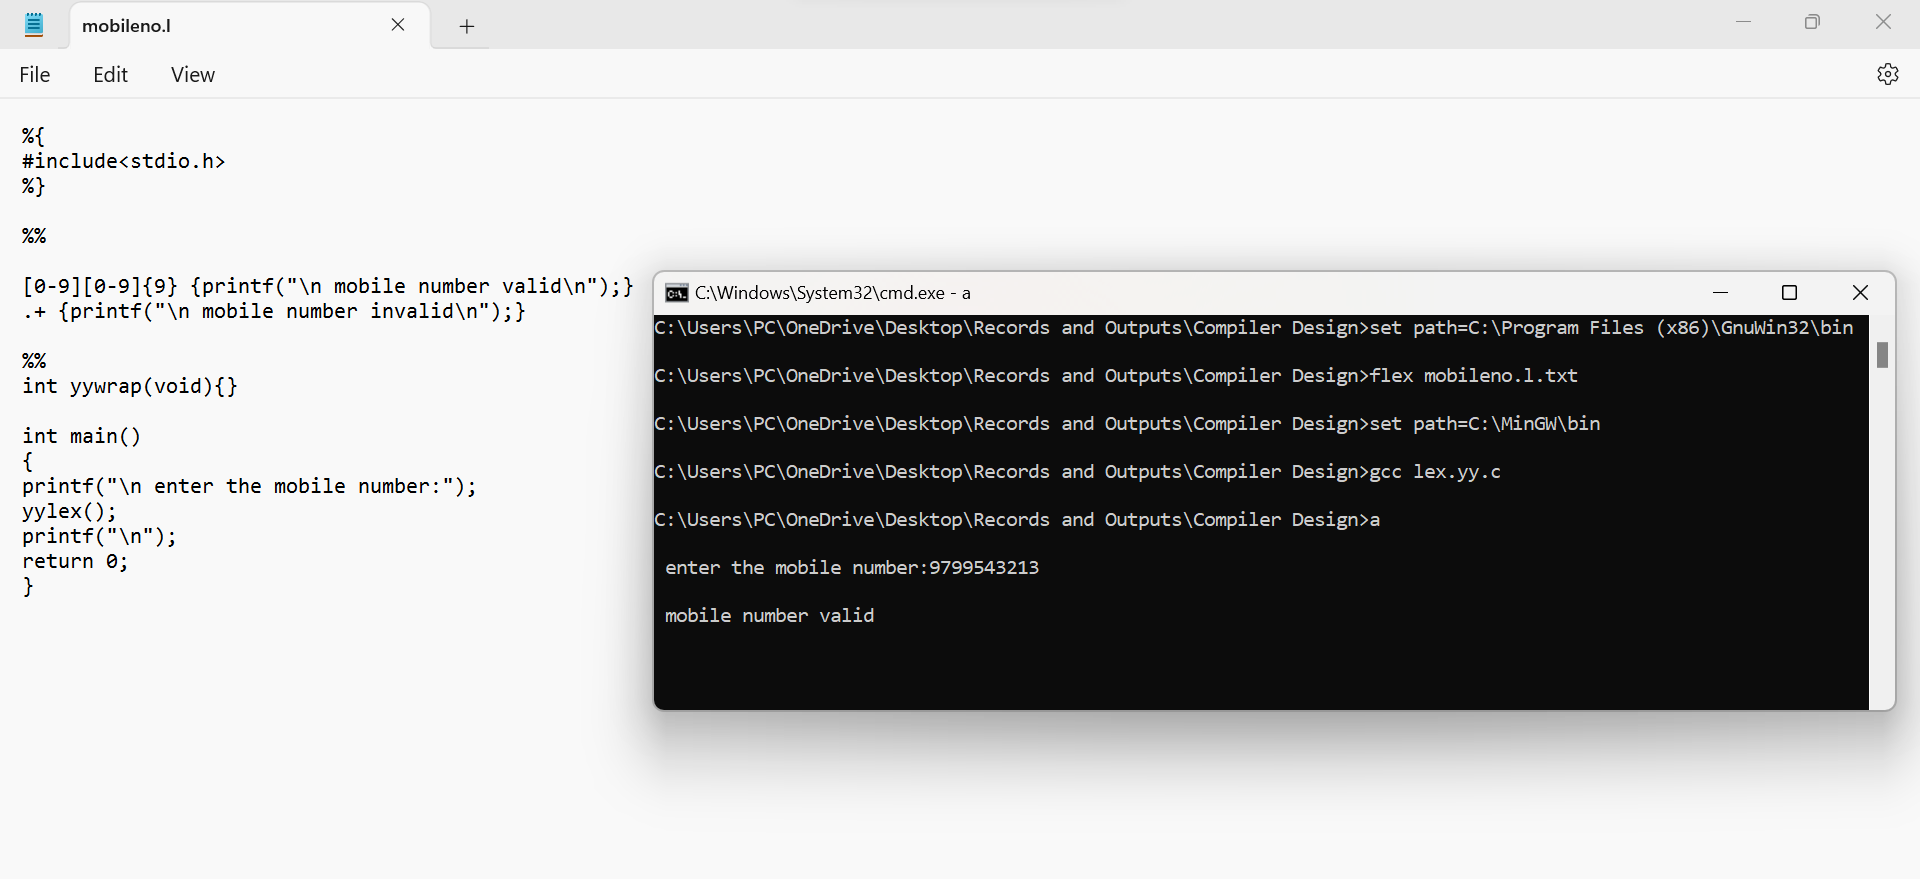 mobileno.l
File Edit View
%{
#include<stdio.h>
%}
%%
[0-9][0-9]{9} {printf("\n mobile number valid\n");}
.+ {printf("\n mobile number invalid\n");}
%%
int yywrap(void){}
int main()
{
printf("\n enter the mobile number:");
yylex();
printf("\n");
return 0;
}
C:\Windows\System32\cmd.exe - a
C:\Users\PC\OneDrive\Desktop\Records and Outputs\Compiler Design>set path=C:\Program Files (x86)\GnuWin32\bin
C:\Users\PC\OneDrive\Desktop\Records and Outputs\Compiler Design>flex mobileno.l.txt
C:\Users\PC\OneDrive\Desktop\Records and Outputs\Compiler Design>set path=C:\MinGW\bin
C:\Users\PC\OneDrive\Desktop\Records and Outputs\Compiler Design>gcc lex.yy.c
C:\Users\PC\OneDrive\Desktop\Records and Outputs\Compiler Design>a
enter the mobile number:9799543213
mobile number valid